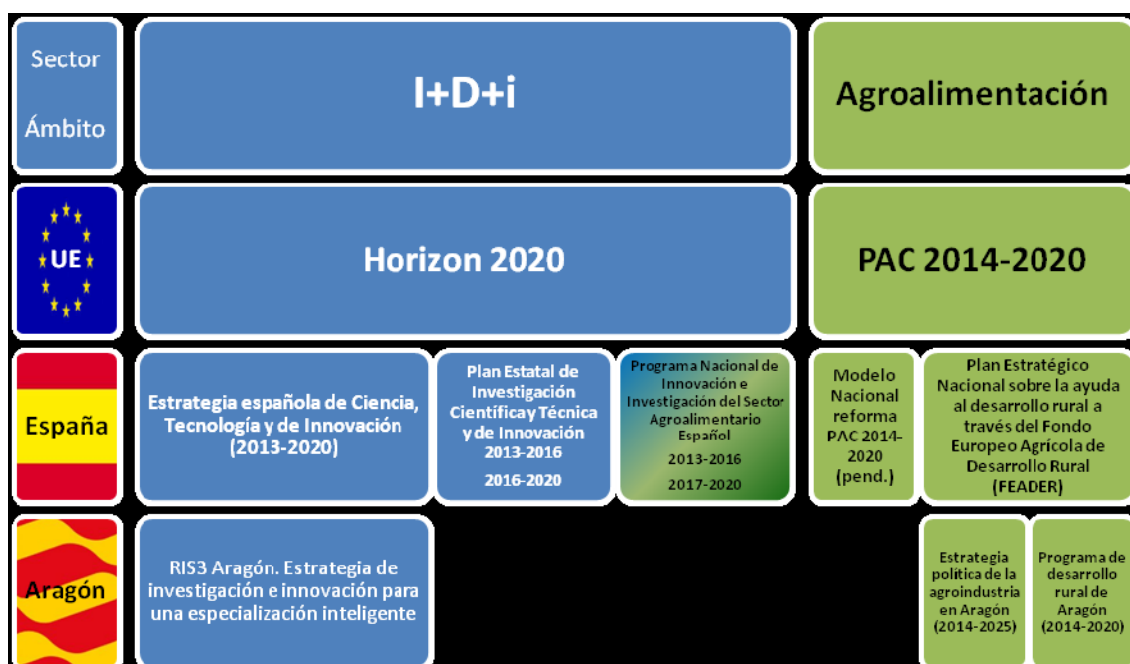 Sector
Ámbito
I+D+i
Agroalimentación
UE
Horizon 2020
PAC 2014-2020
España
Estrategia española de Ciencia,
Tecnología y de Innovación
(2013-2020)
Plan Estatal de
Investigación
Científica y Técnica
y de Innovación
2013-2016
2016-2020
Programa Nacional de
Innovación e
Investigación del Sector
Agroalimentario
Español
2013-2016
2017-2020
Modelo
Nacional
reforma
PAC 2014-
2020
(pend.)
Plan Estratégico
Nacional sobre la ayuda
al desarrollo rural a
través del Fondo
Europeo Agrícola de
Desarrollo Rural
(FEADER)
Aragón
RIS3 Aragón. Estrategia de
investigación e innovación para
una especialización inteligente
Estrategia
política de la
agroindustria
en Aragón
(2014-2025)
Programa de
desarrollo
rural de
Aragón
(2014-2020)